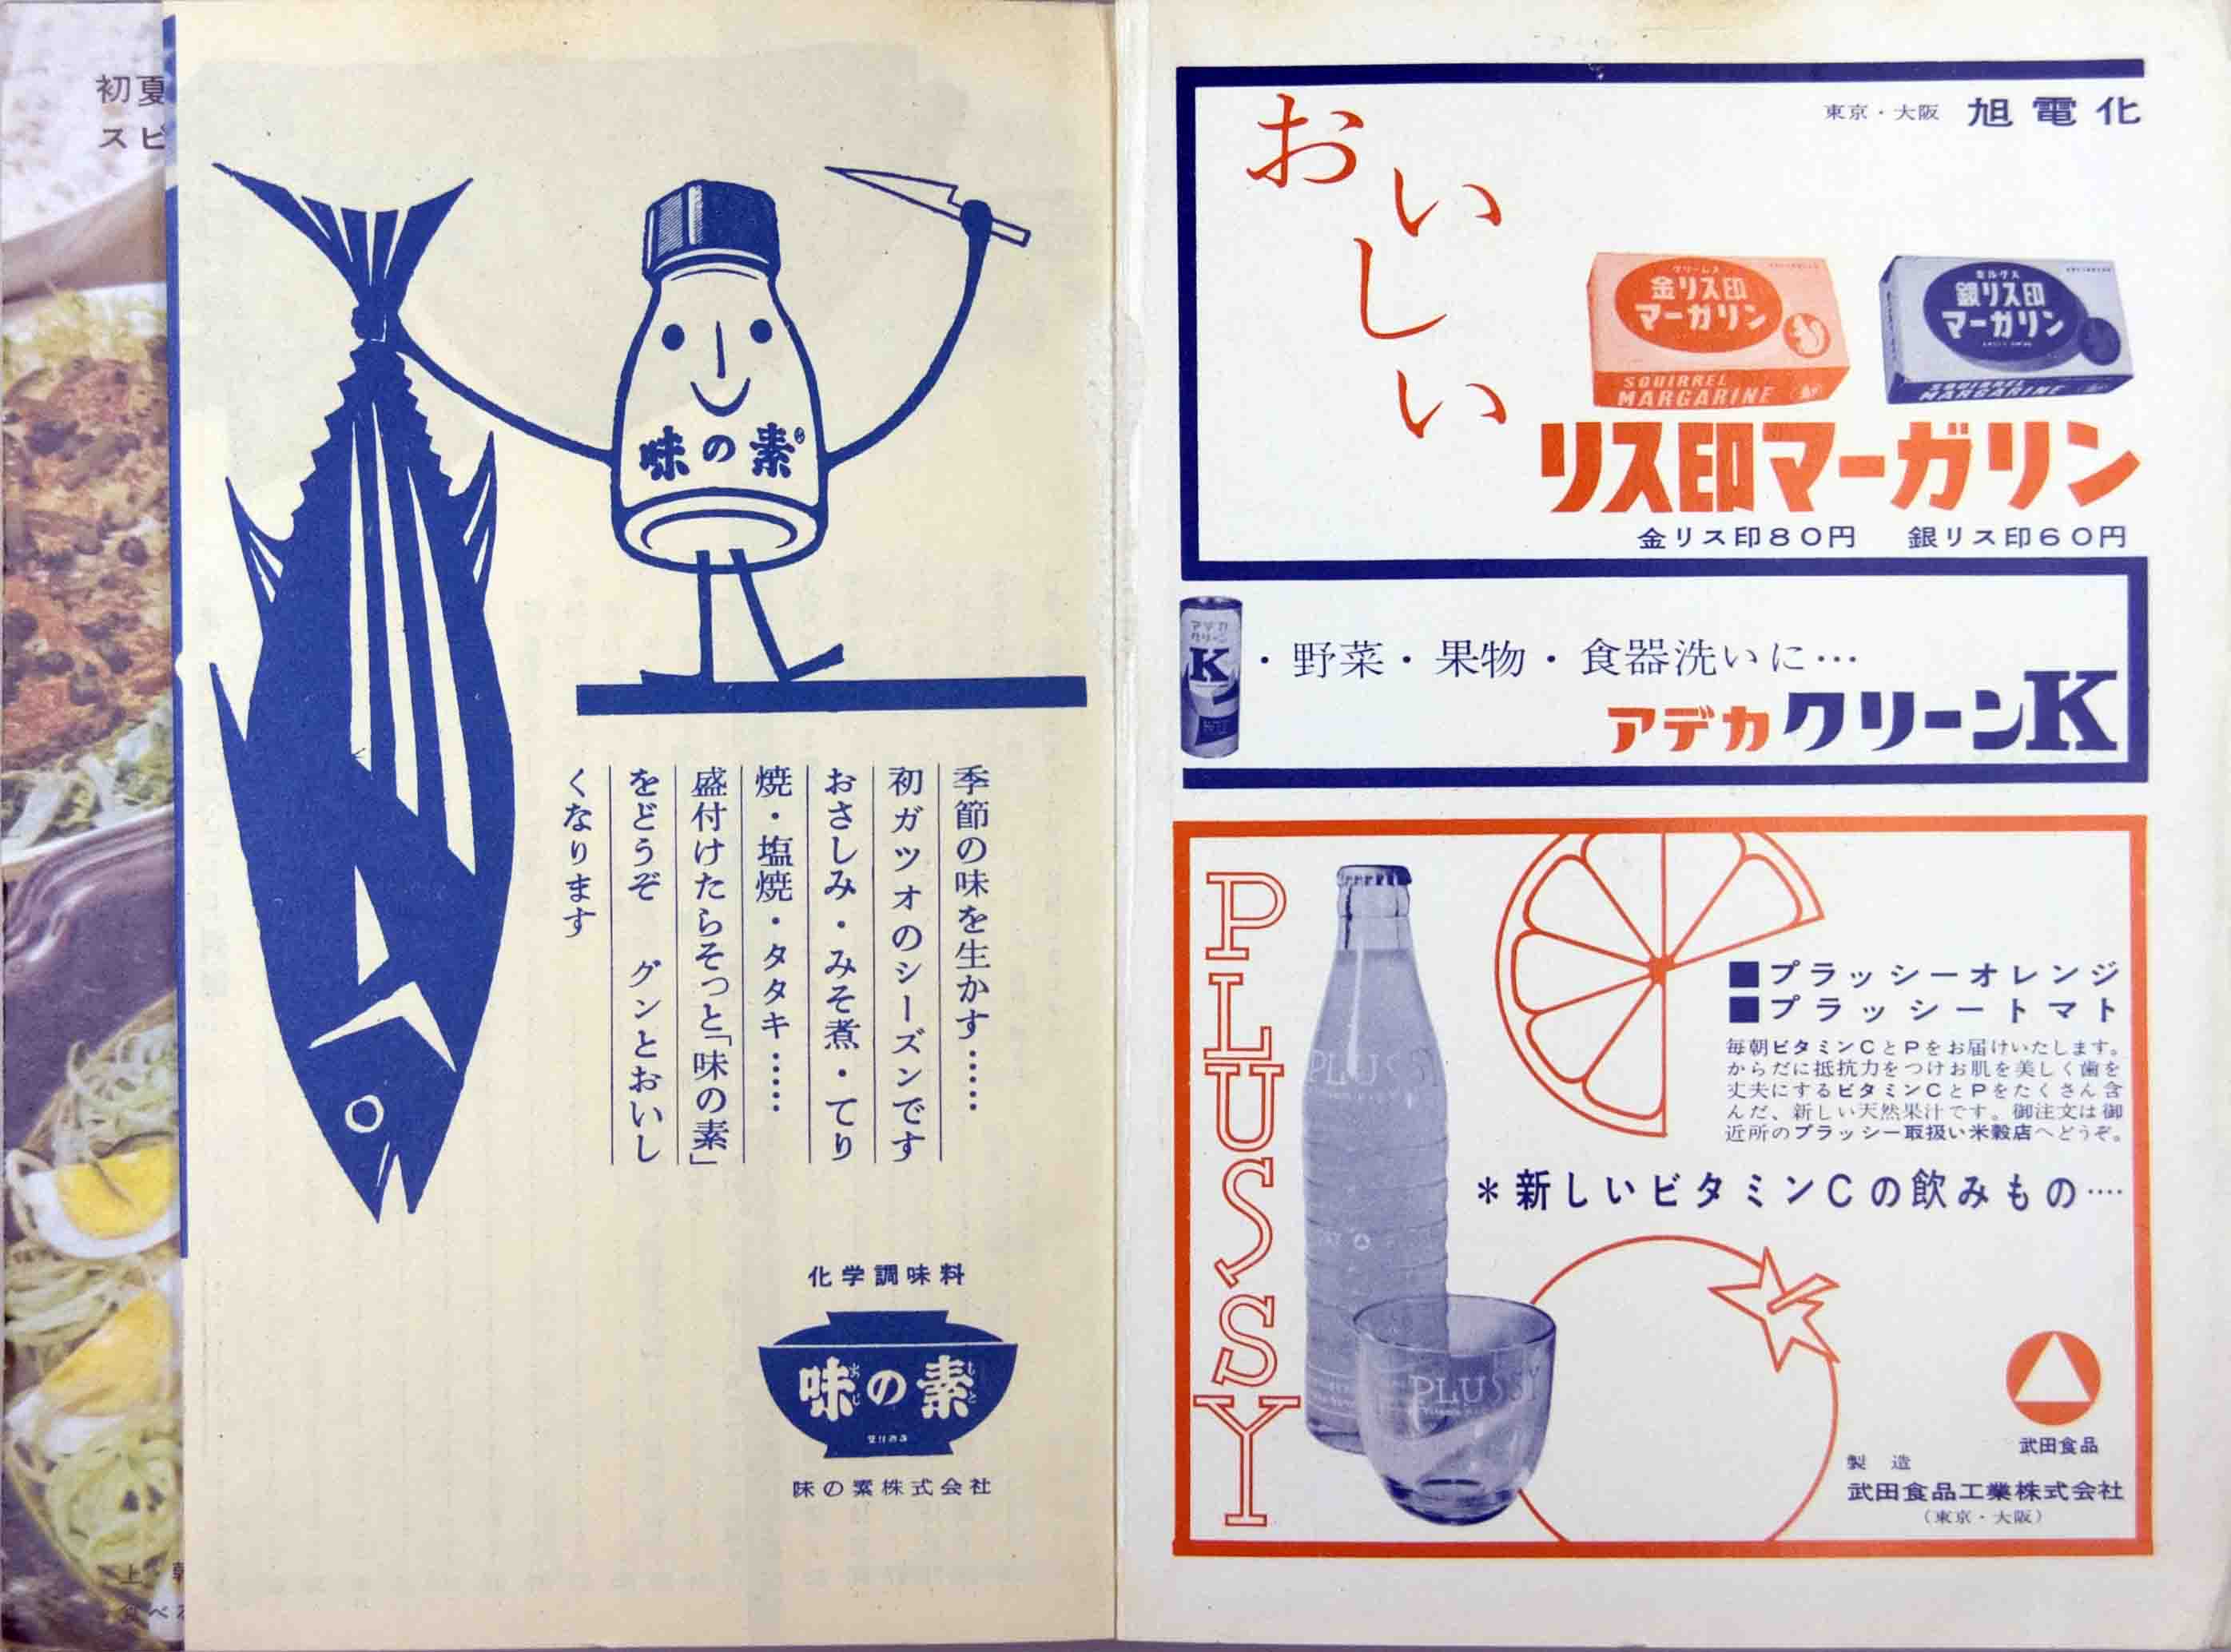 初夏
スピ
味の素
季節の味を生かす……
初ガツオのシーズンです
おさしみ・みそ煮・てり
焼・塩焼・タタキ……
盛付けたらそっと「味の素」
をどうぞ　グンとおいし
くなります
化学調味料
味の素
あじ
もと
味の素株式会社
上・
食べ
東京・大阪 旭電化
おいしい
金リス印
マーガリン
SQUIRREL
MARGARINE
銀リス印
マーガリン
SQUIRREL
MARGARINE
リス印マーガリン
金リス印80円　銀リス印60円
アデカ
クリーン
K
・野菜・果物・食器洗いに…
アデカクリーンK
PLUSSY
PLUSSY
■プラッシーオレンジ
■プラッシートマト
毎朝ビタミンCとPをお届けいたします。
からだに抵抗力をつけお肌を美しく歯を
丈夫にするビタミンCとPをたくさん含
んだ、新しい天然果汁です。御注文は御
近所のプラッシー取扱い米穀店へどうぞ。
＊新しいビタミンCの飲みもの‥‥
PLUSSY
武田食品
製造
武田食品工業株式会社
（東京・大阪）